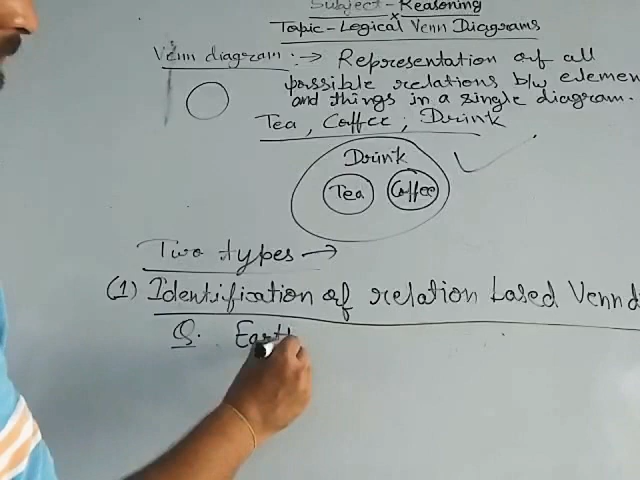 Subject - Reasoning
Topic - Logical Venn Diagrams
Venn diagram :→ Representation of all
possible relations b/w elemen
and things in a single diagram.
Tea, Coffee, Drink
Drink
Tea Coffee
Two types →
(1) Identification of relation based Venn d
Q. Earth